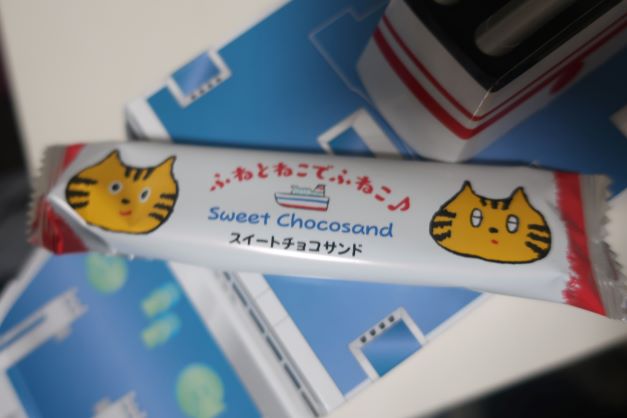 ふねとねこでふねこ♪
Sweet Chocosand
スイートチョコサンド